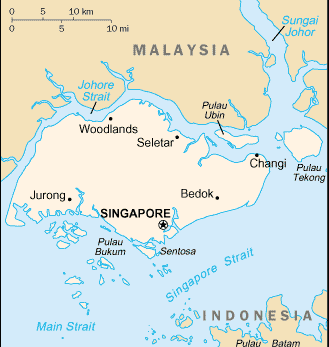 0 5 10 km
0 5 10 mi
Sungai
Johor
MALAYSIA
Johore
Strait
Pulau
Ubin
Woodlands
Seletar
Changi
Pulau
Tekong
Jurong
Bedok
SINGAPORE
Pulau
Bukum
Sentosa
Singapore Strait
Main Strait
INDONESIA
Pulau Batam